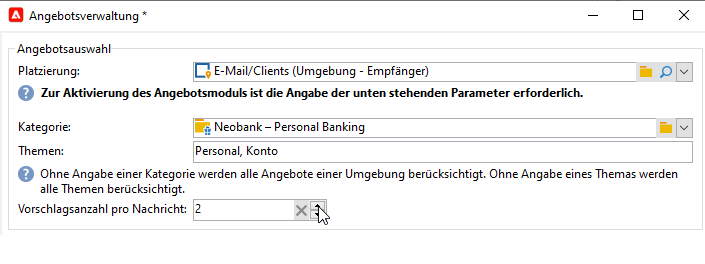 Angebotsverwaltung *
Angebotsauswahl
Platzierung: E-Mail/Clients (Umgebung - Empfänger)
Zur Aktivierung des Angebotsmoduls ist die Angabe der unten stehenden Parameter erforderlich.
Kategorie: Neobank – Personal Banking
Themen: Personal, Konto
Ohne Angabe einer Kategorie werden alle Angebote einer Umgebung berücksichtigt. Ohne Angabe eines Themas werden
alle Themen berücksichtigt.
Vorschlagsanzahl pro Nachricht: 2